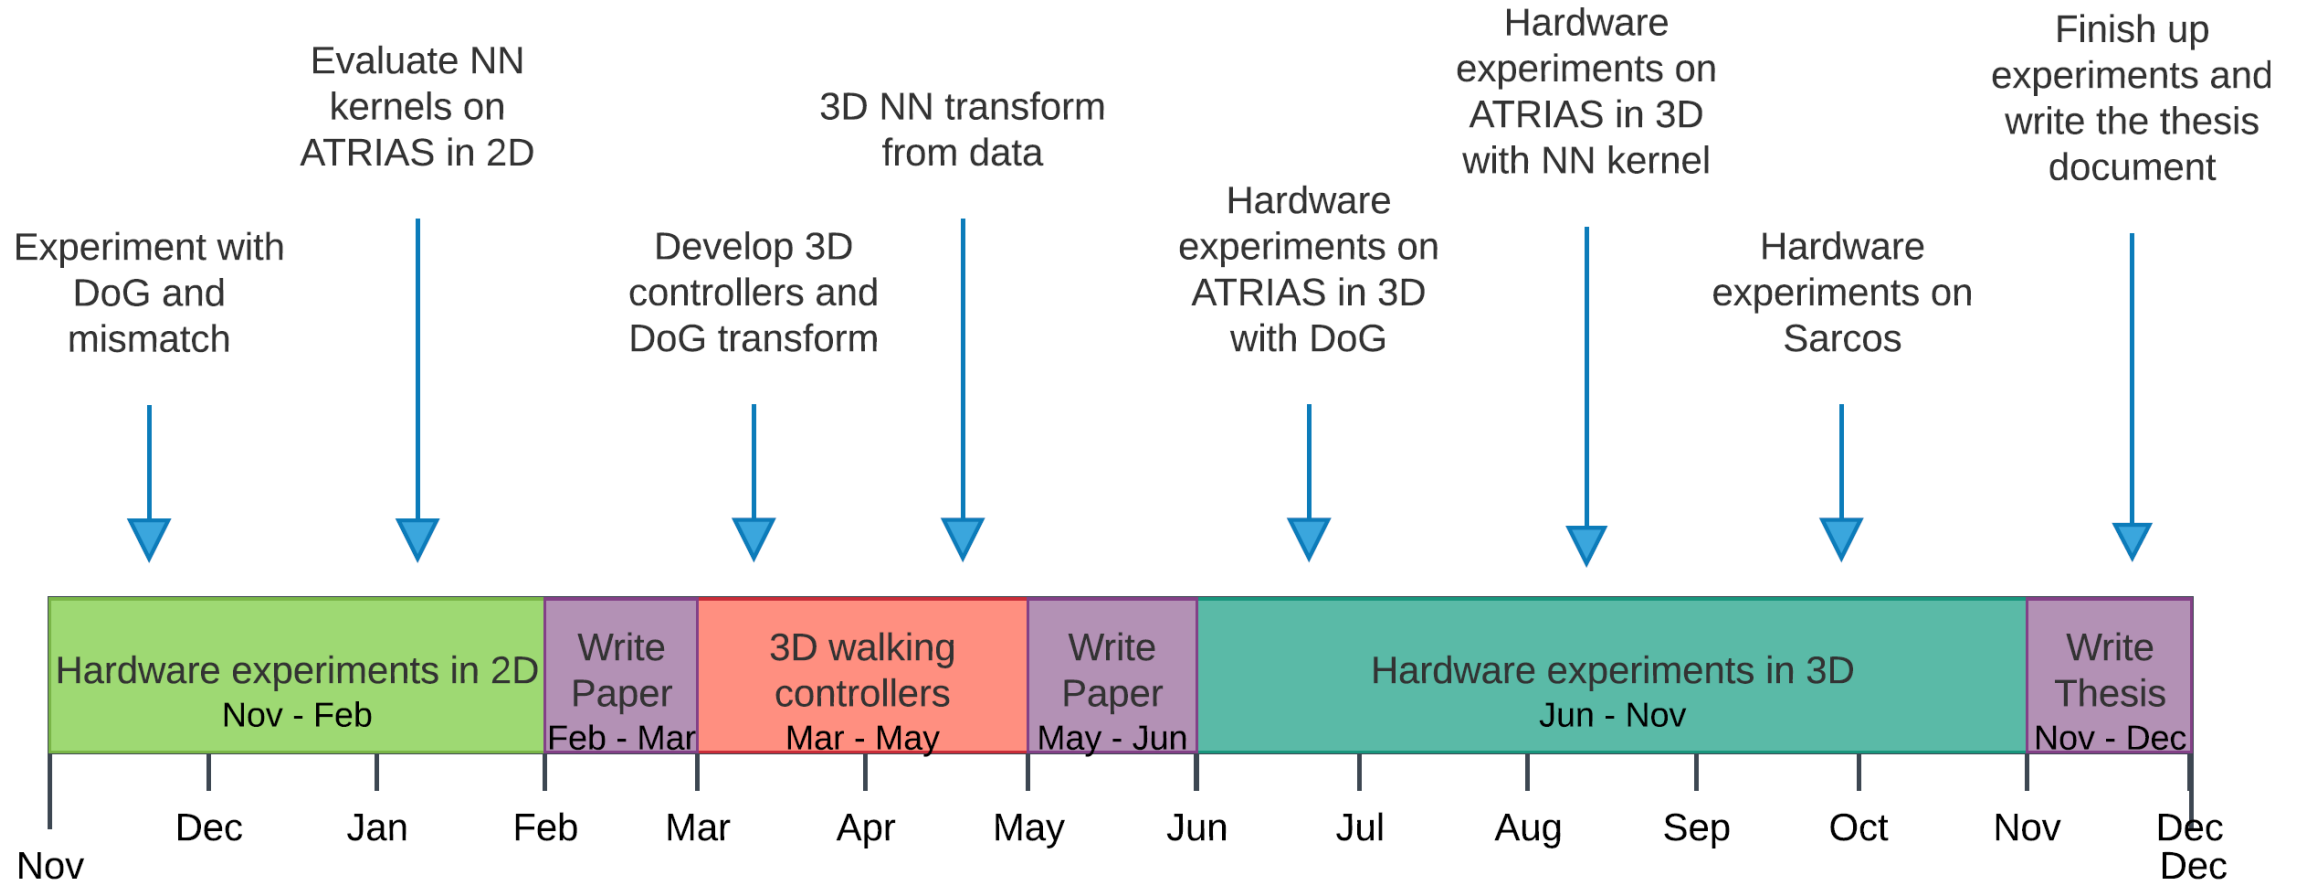 Experiment with
DoG and
mismatch
Evaluate NN
kernels on
ATRIAS in 2D
Develop 3D
controllers and
DoG transform
3D NN transform
from data
Hardware
experiments on
ATRIAS in 3D
with DoG
Hardware
experiments on
ATRIAS in 3D
with NN kernel
Hardware
experiments on
Sarcos
Finish up
experiments and
write the thesis
document
Hardware experiments in 2D
Nov - Feb
Write
Paper
Feb - Mar
3D walking
controllers
Mar - May
Write
Paper
May - Jun
Hardware experiments in 3D
Jun - Nov
Write
Thesis
Nov - Dec
Nov
Dec
Jan
Feb
Mar
Apr
May
Jun
Jul
Aug
Sep
Oct
Nov
Dec
Dec